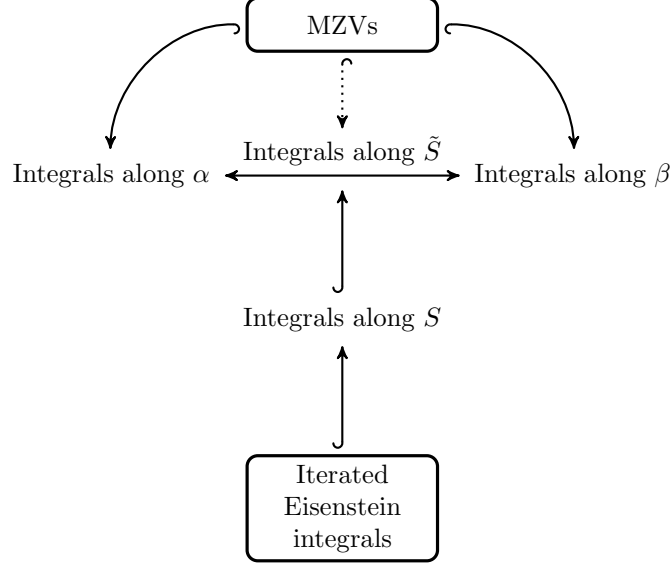 MZVs
Integrals along S̃
Integrals along α
Integrals along β
Integrals along S
Iterated
Eisenstein
integrals